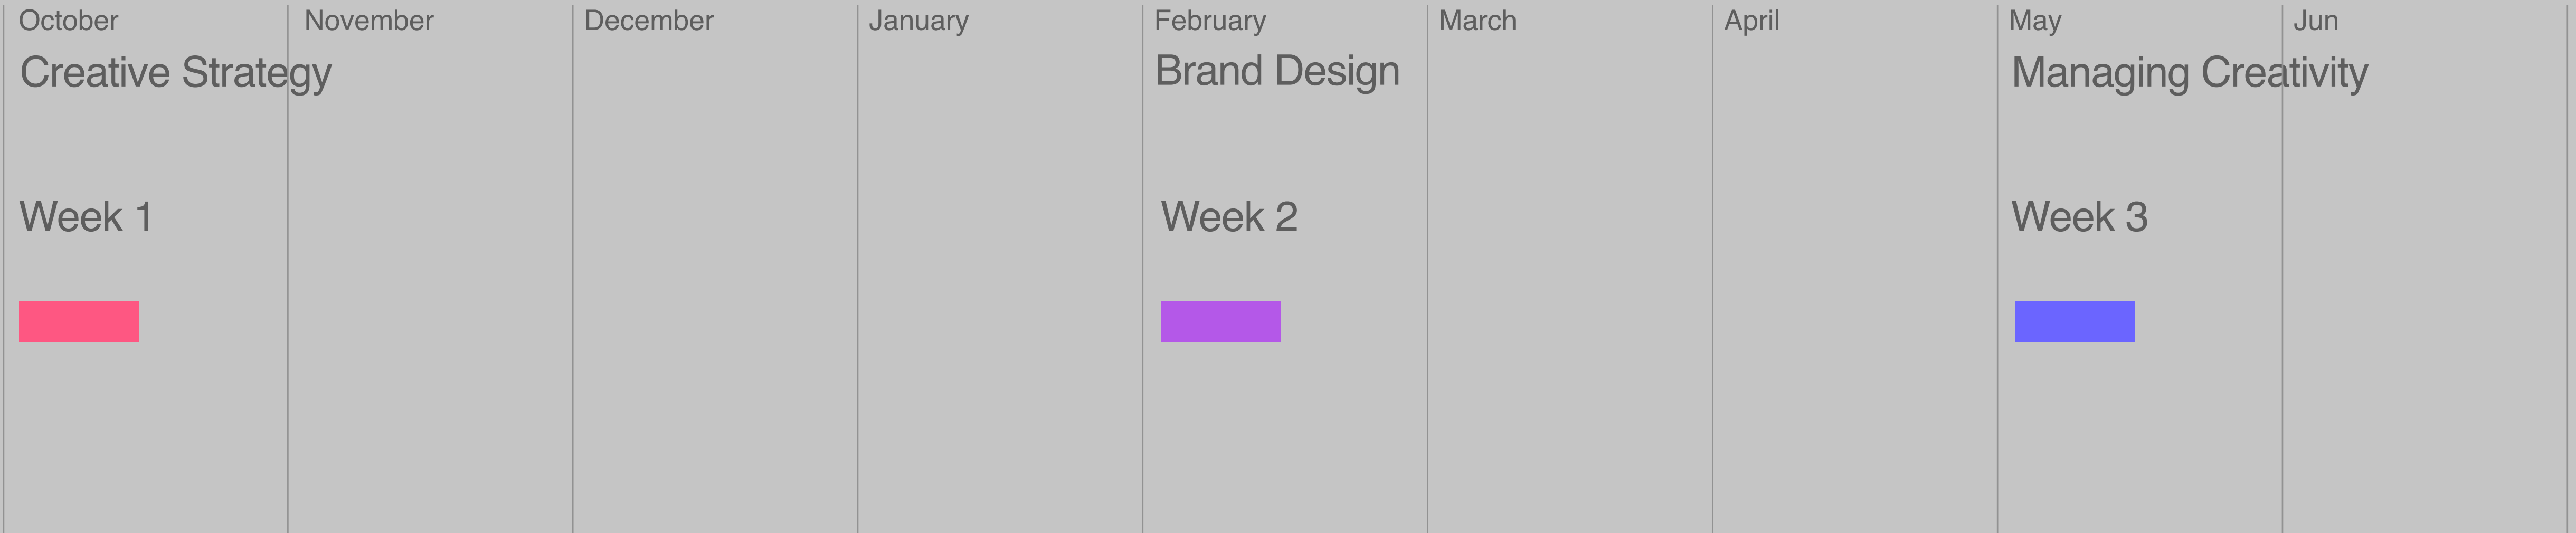 October November December January February March April May Jun
Creative Strategy Brand Design Managing Creativity
Week 1 Week 2 Week 3